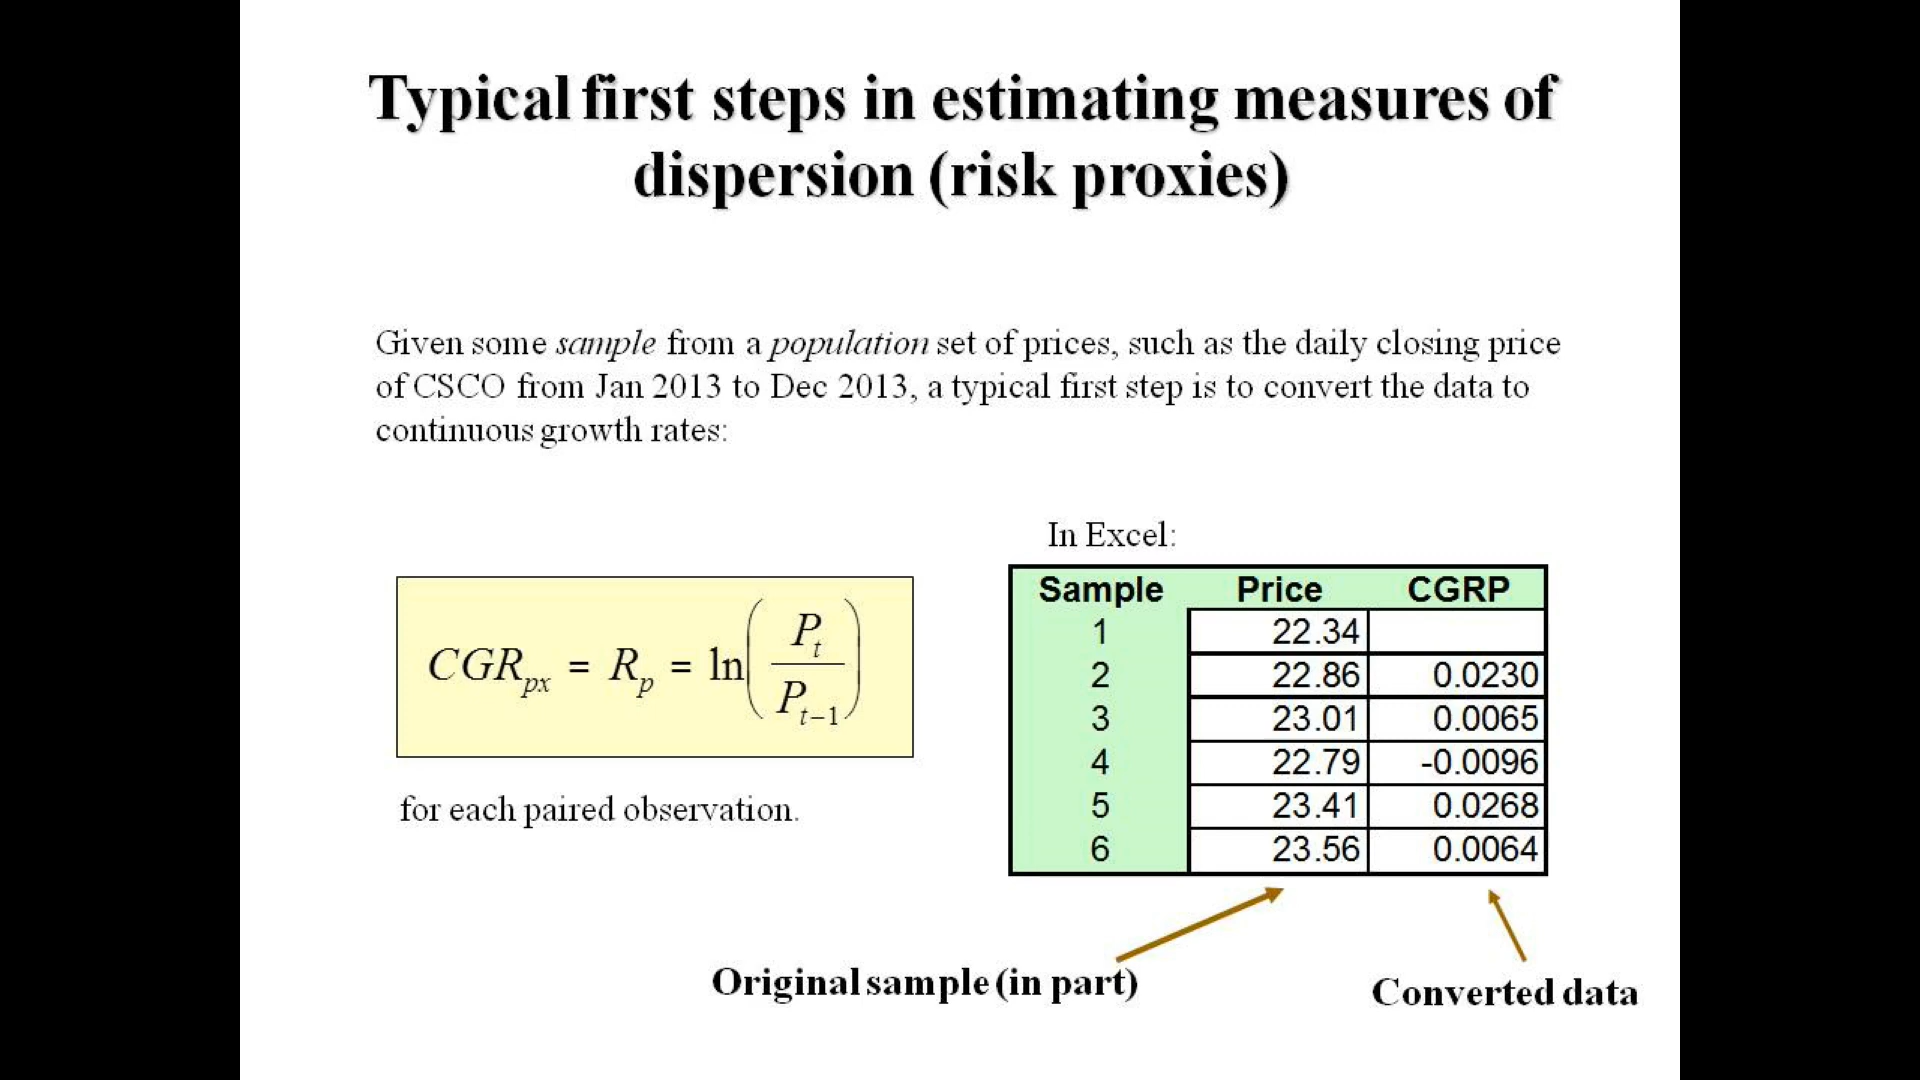 Typical first steps in estimating measures of
dispersion (risk proxies)
Given some sample from a population set of prices, such as the daily closing price
of CSCO from Jan 2013 to Dec 2013, a typical first step is to convert the data to
continuous growth rates:
CGR_px = R_p = ln(P_t / P_t−1)
for each paired observation.
In Excel:
Sample Price CGRP
1 22.34
2 22.86 0.0230
3 23.01 0.0065
4 22.79 -0.0096
5 23.41 0.0268
6 23.56 0.0064
Original sample (in part)
Converted data